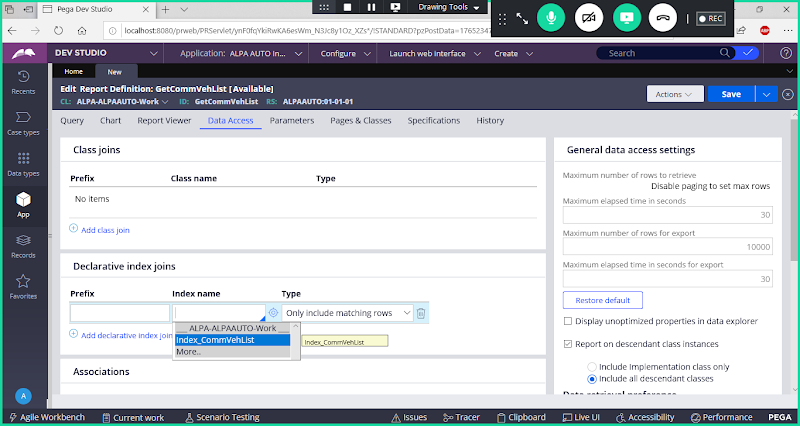 Pega Dev Studio
Drawing Tools
REC
localhost:8080/prweb/PRServlet/ynF0fqYkiRwKA6esWm_N3Jc8y1Oz_XZs*/!STANDARD?pzPostData=17652347
DEV STUDIO
Application: ALPA AUTO In...
Configure
Launch web interface
Create
Search
Home
New
Edit Report Definition: GetCommVehList [Available]
CL: ALPA-ALPAAUTO-Work
ID: GetCommVehList
RS: ALPAAUTO:01-01-01
Actions
Save
Recents
Case types
Data types
App
Records
Favorites
A
Query
Chart
Report Viewer
Data Access
Parameters
Pages & Classes
Specifications
History
Class joins
Prefix
Class name
Type
No items
Add class join
Declarative index joins
Prefix
Index name
Type
Only include matching rows
Add declarative index join
___ ALPA-ALPAAUTO-Work ___
Index_CommVehList
More..
Index_CommVehList
Associations
General data access settings
Maximum number of rows to retrieve
Disable paging to set max rows
Maximum elapsed time in seconds
30
Maximum number of rows for export
10000
Maximum elapsed time in seconds for export
30
Restore default
Display unoptimized properties in data explorer
Report on descendant class instances
Include Implementation class only
Include all descendant classes
Data retrieval preference
Agile Workbench
Current work
Scenario Testing
Issues
Tracer
Clipboard
Live UI
Accessibility
Performance
PEGA